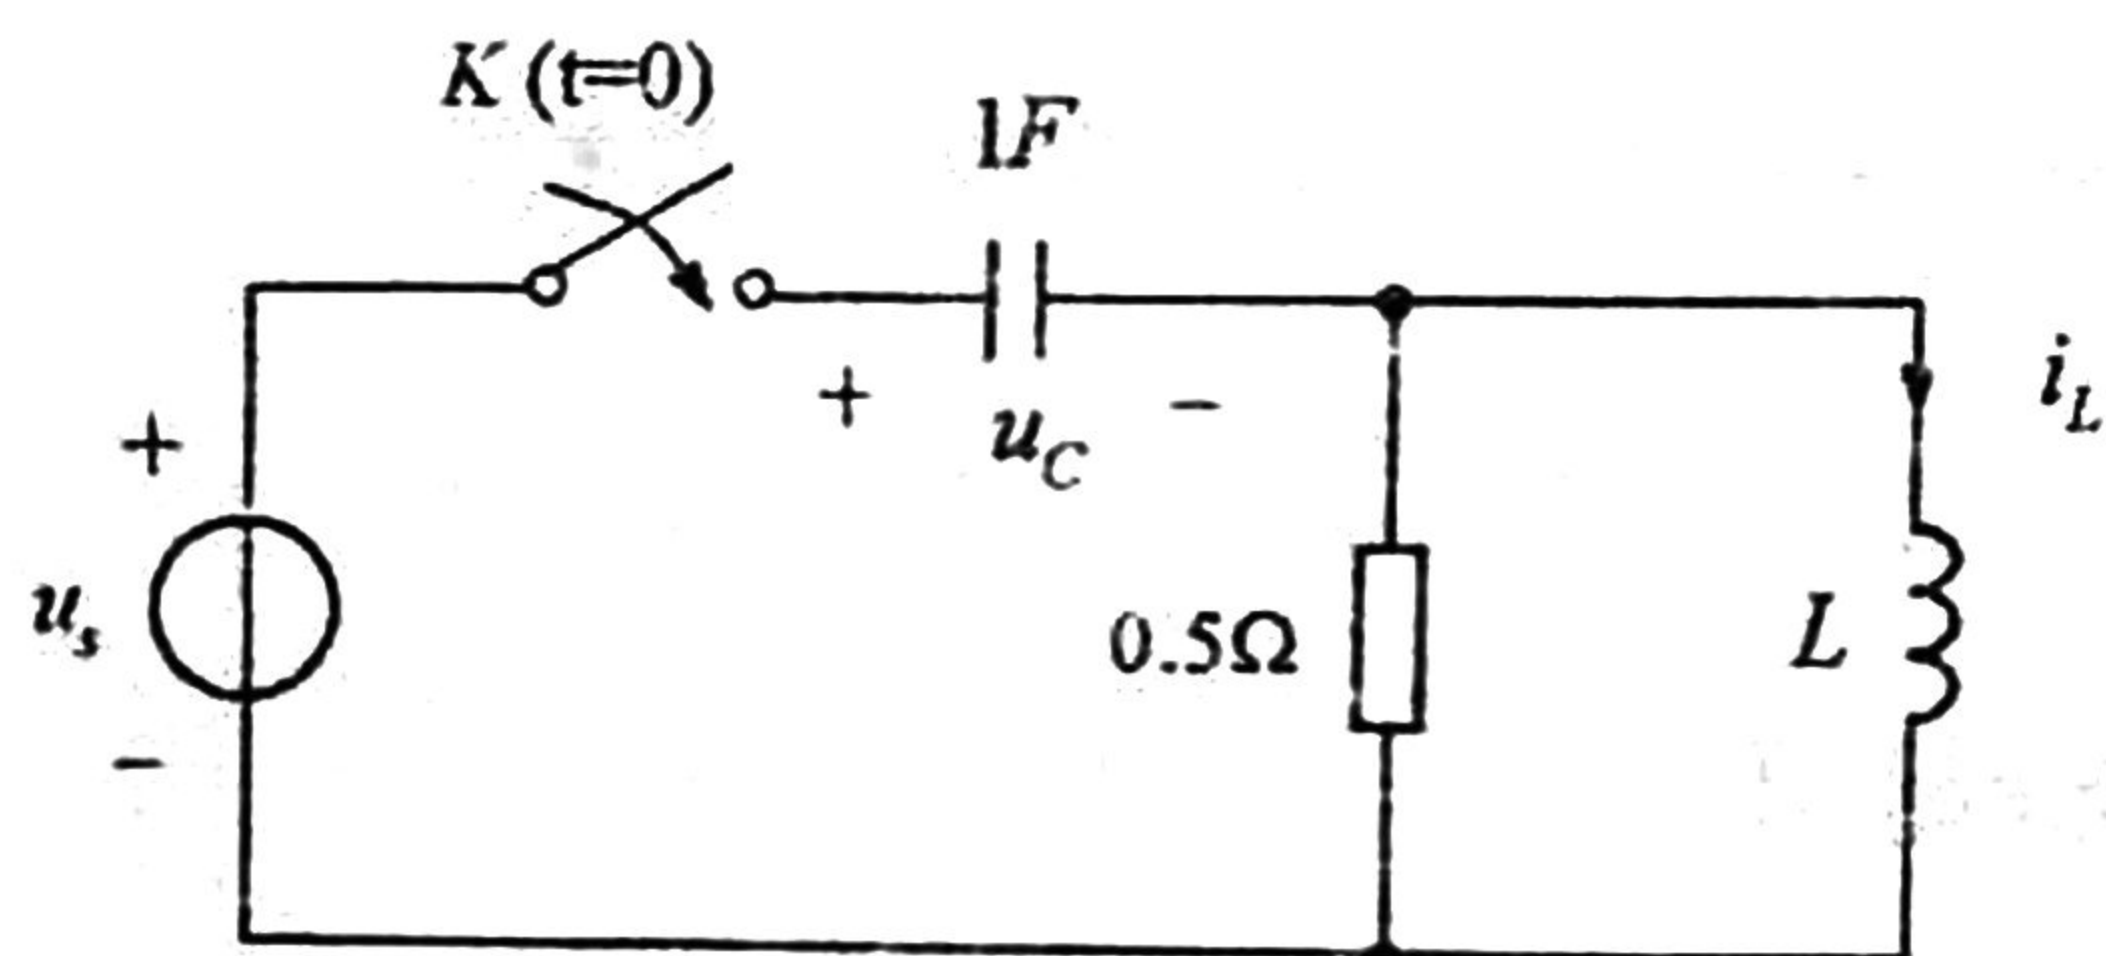 K (t=0)
1F
+ u_C −
i_L
+
u_s
−
0.5Ω
L